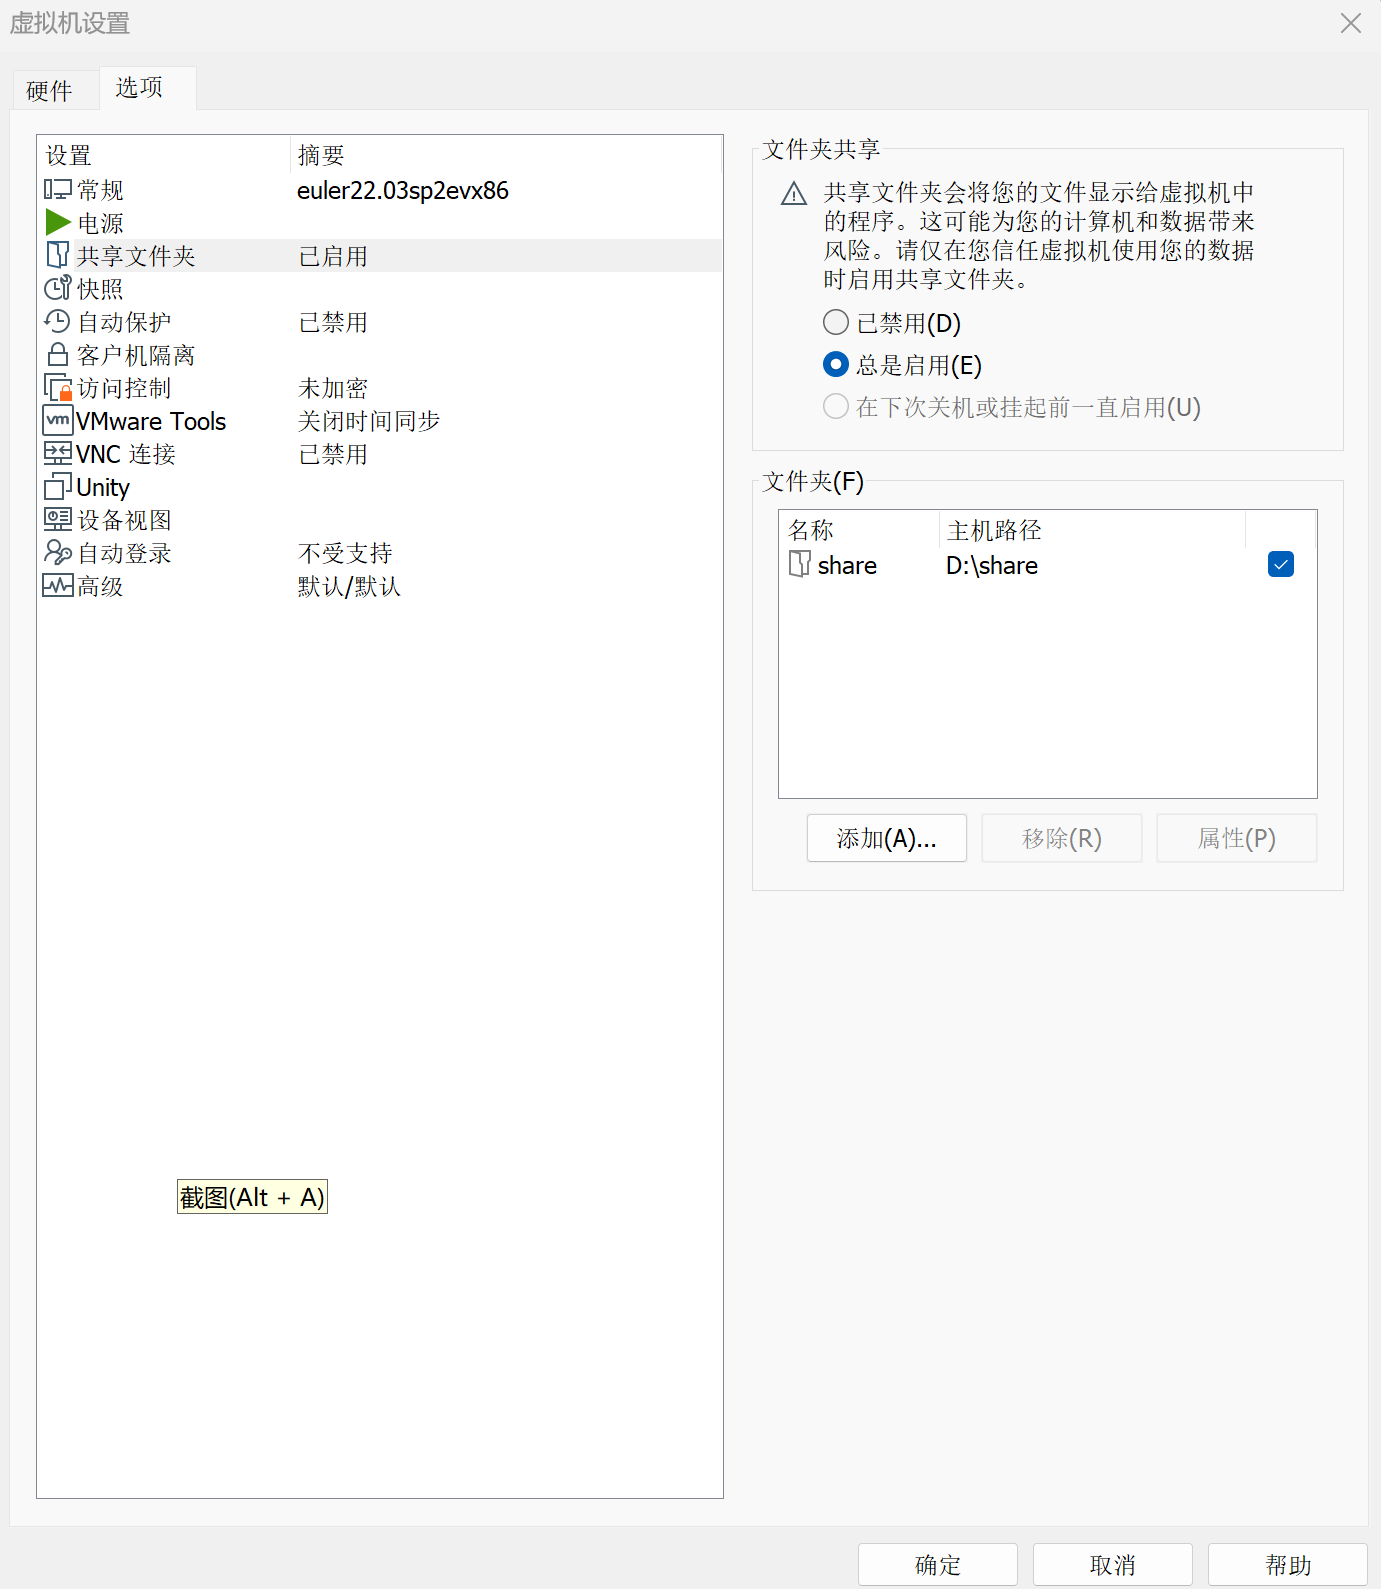 虚拟机设置
硬件 选项
设置 摘要
常规 euler22.03sp2evx86
电源
共享文件夹 已启用
快照
自动保护 已禁用
客户机隔离
访问控制 未加密
vm VMware Tools 关闭时间同步
VNC 连接 已禁用
Unity
设备视图
自动登录 不受支持
高级 默认/默认
截图(Alt + A)
文件夹共享
共享文件夹会将您的文件显示给虚拟机中
的程序。这可能为您的计算机和数据带来
风险。请仅在您信任虚拟机使用您的数据
时启用共享文件夹。
已禁用(D)
总是启用(E)
在下次关机或挂起前一直启用(U)
文件夹(F)
名称 主机路径
share D:\share
添加(A)... 移除(R) 属性(P)
确定 取消 帮助